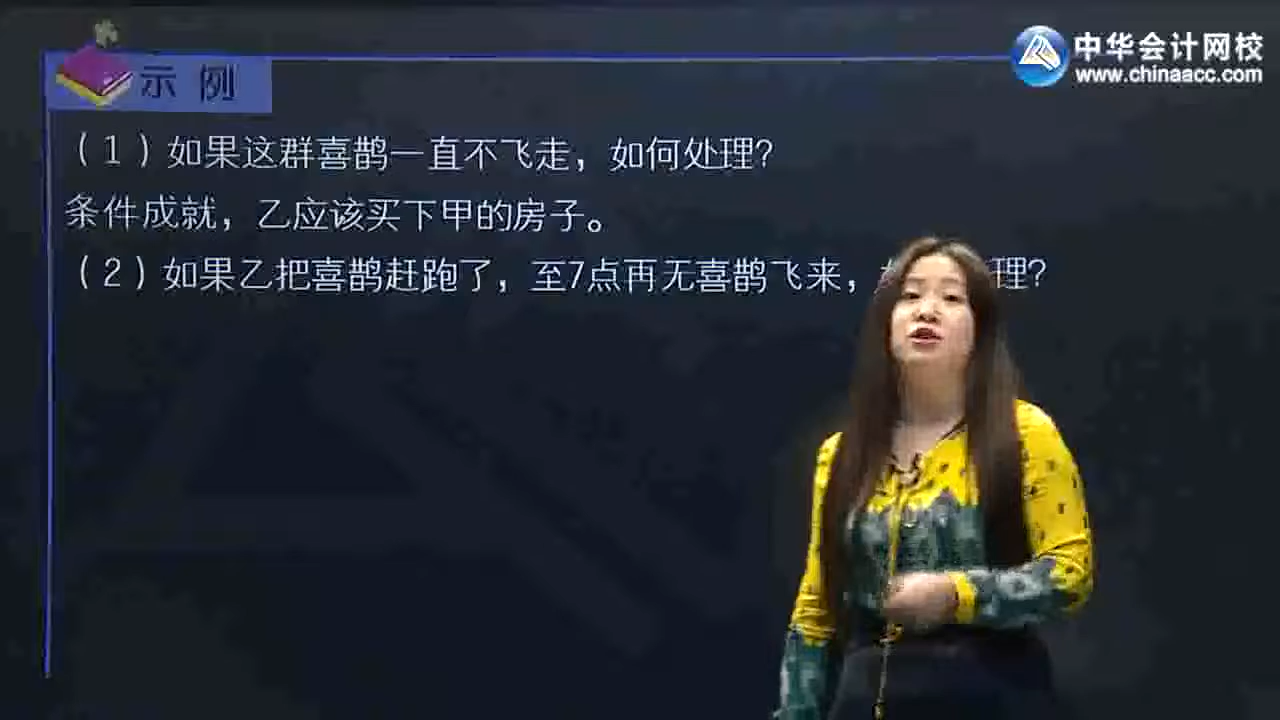 中华会计网校
www.chinaacc.com
示例
（1）如果这群喜鹊一直不飞走，如何处理？
条件成就，乙应该买下甲的房子。
（2）如果乙把喜鹊赶跑了，至7点再无喜鹊飞来， 理？